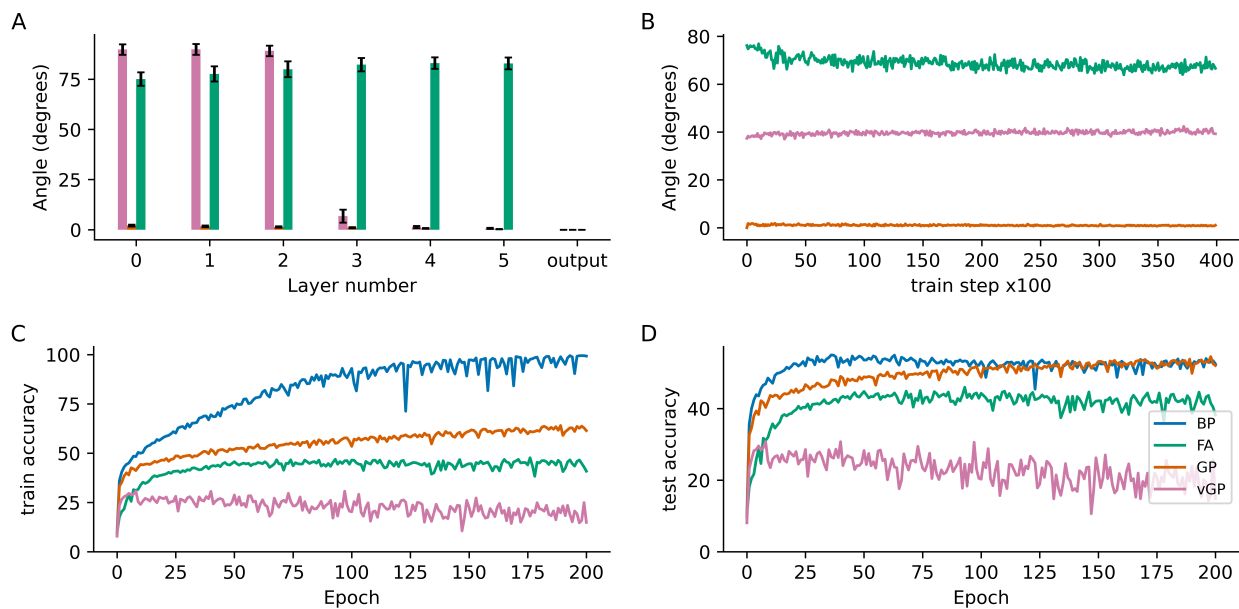 A
Angle (degrees)
75
50
25
0
0 1 2 3 4 5 output
Layer number
B
Angle (degrees)
80
60
40
20
0
0 50 100 150 200 250 300 350 400
train step x100
C
train accuracy
100
75
50
25
0
0 25 50 75 100 125 150 175 200
Epoch
D
test accuracy
40
20
0
0 25 50 75 100 125 150 175 200
Epoch
BP
FA
GP
vGP